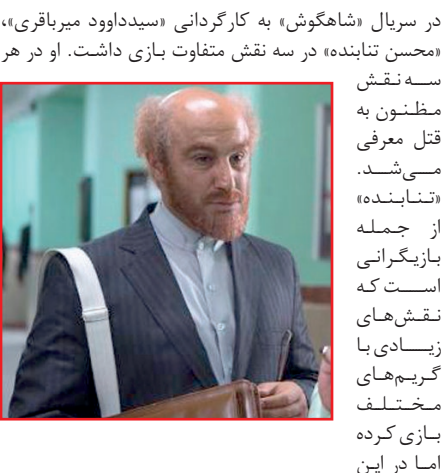 در سریال «شاهگوش» به کارگردانی «سیدداوود میرباقری»،
«محسن تنابنده» در سه نقش متفاوت بازی داشت. او در هر
سه نقش
مظنون به
قتل معرفی
می‌شد.
«تنابنده»
از جمله
بازیگرانی
است که
نقش‌های
زیادی با
گریم‌های
مختلف
بازی کرده
اما در این